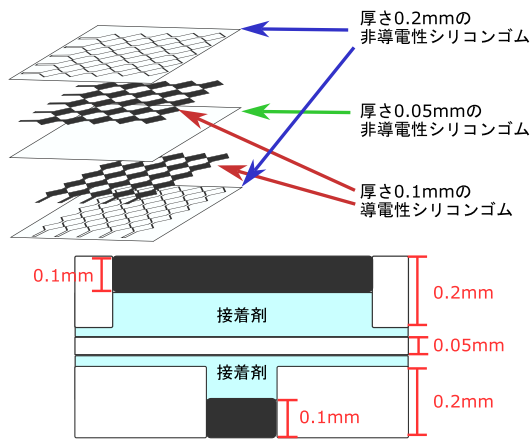 厚さ0.2mmの
非導電性シリコンゴム
厚さ0.05mmの
非導電性シリコンゴム
厚さ0.1mmの
導電性シリコンゴム
0.1mm
0.2mm
接着剤
0.05mm
接着剤
0.2mm
0.1mm